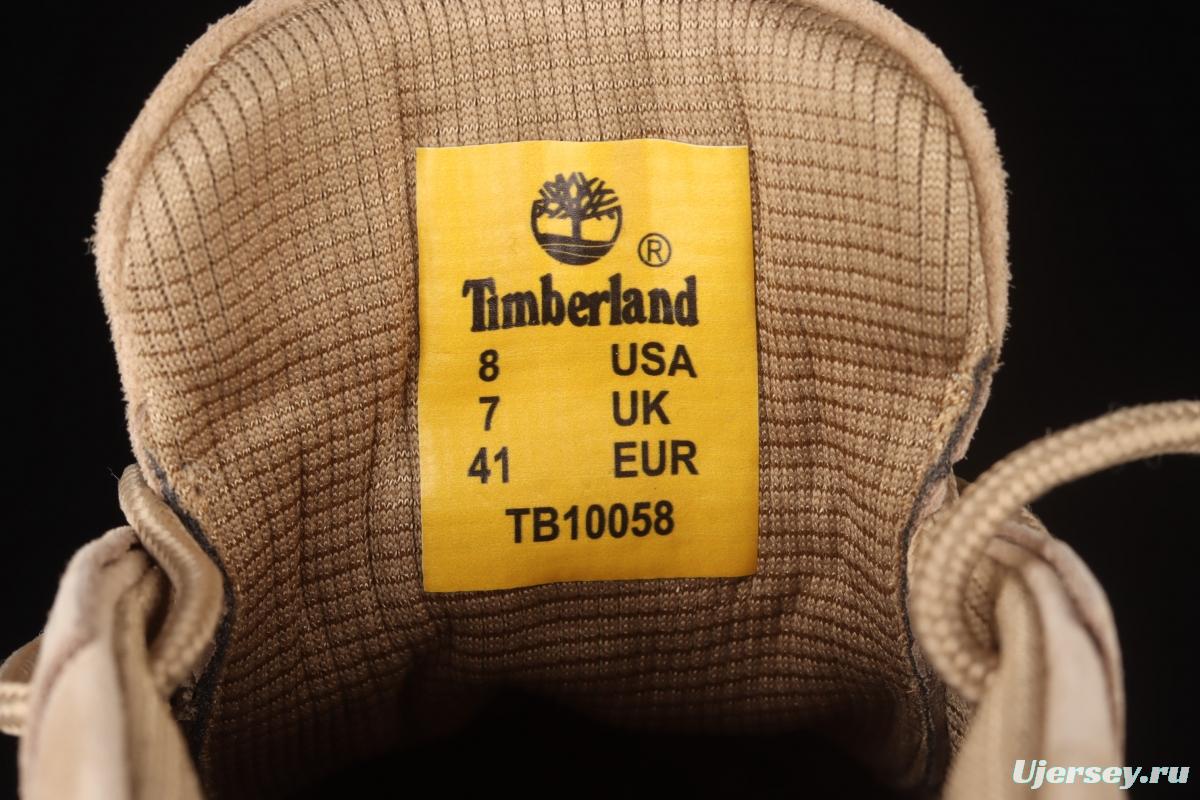 ®
Timberland
8 USA
7 UK
41 EUR
TB10058
Ujersey.ru